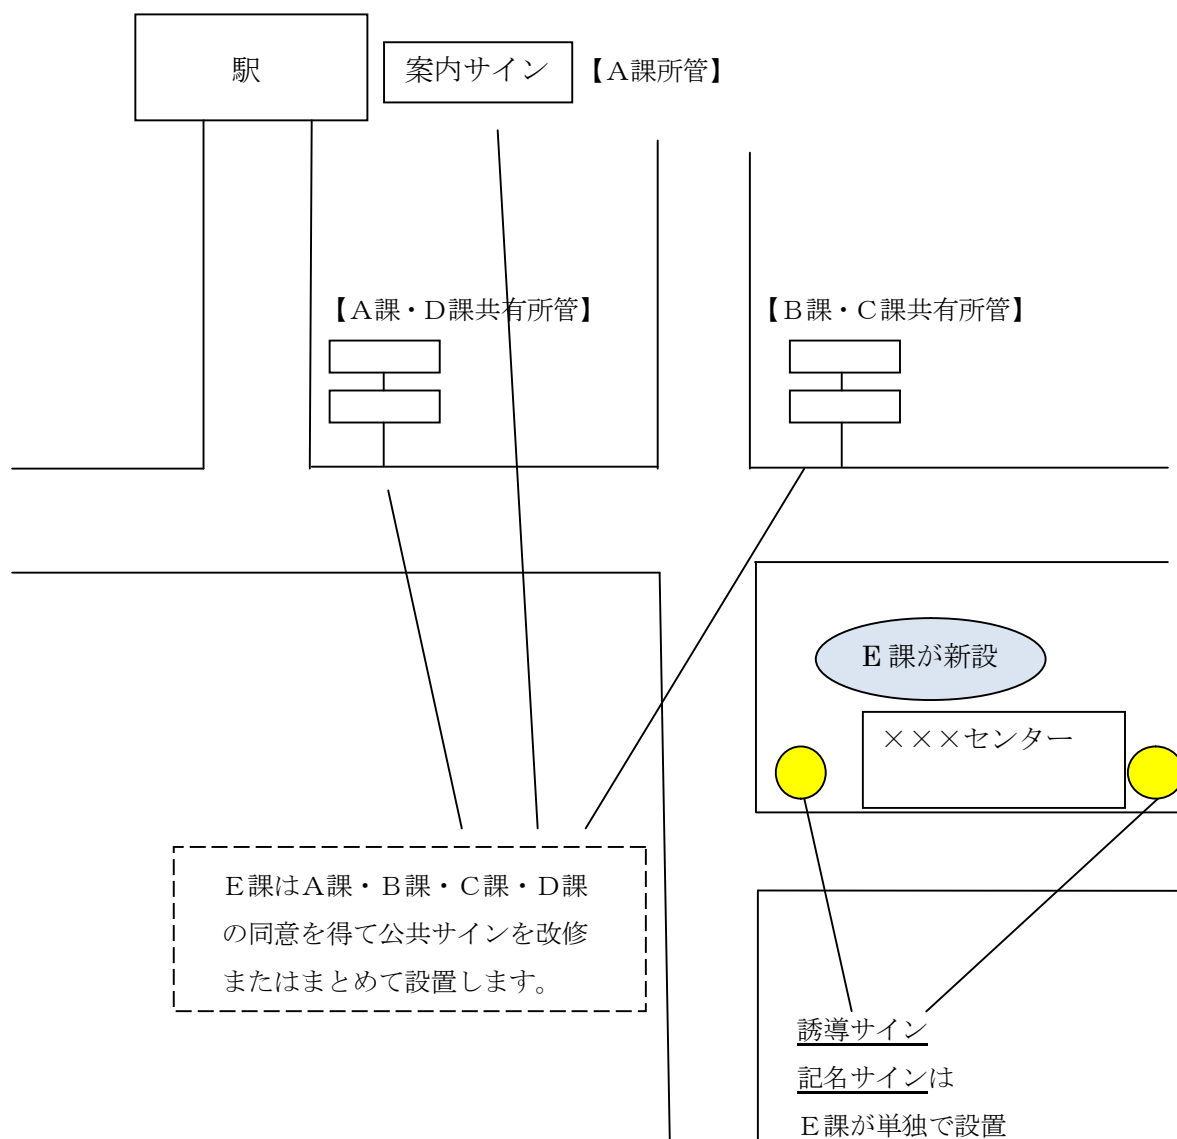 駅
案内サイン
【A課所管】
【A課・D課共有所管】
【B課・C課共有所管】
E課が新設
×××センター
E課はA課・B課・C課・D課
の同意を得て公共サインを改修
またはまとめて設置します。
誘導サイン
記名サインは
E課が単独で設置